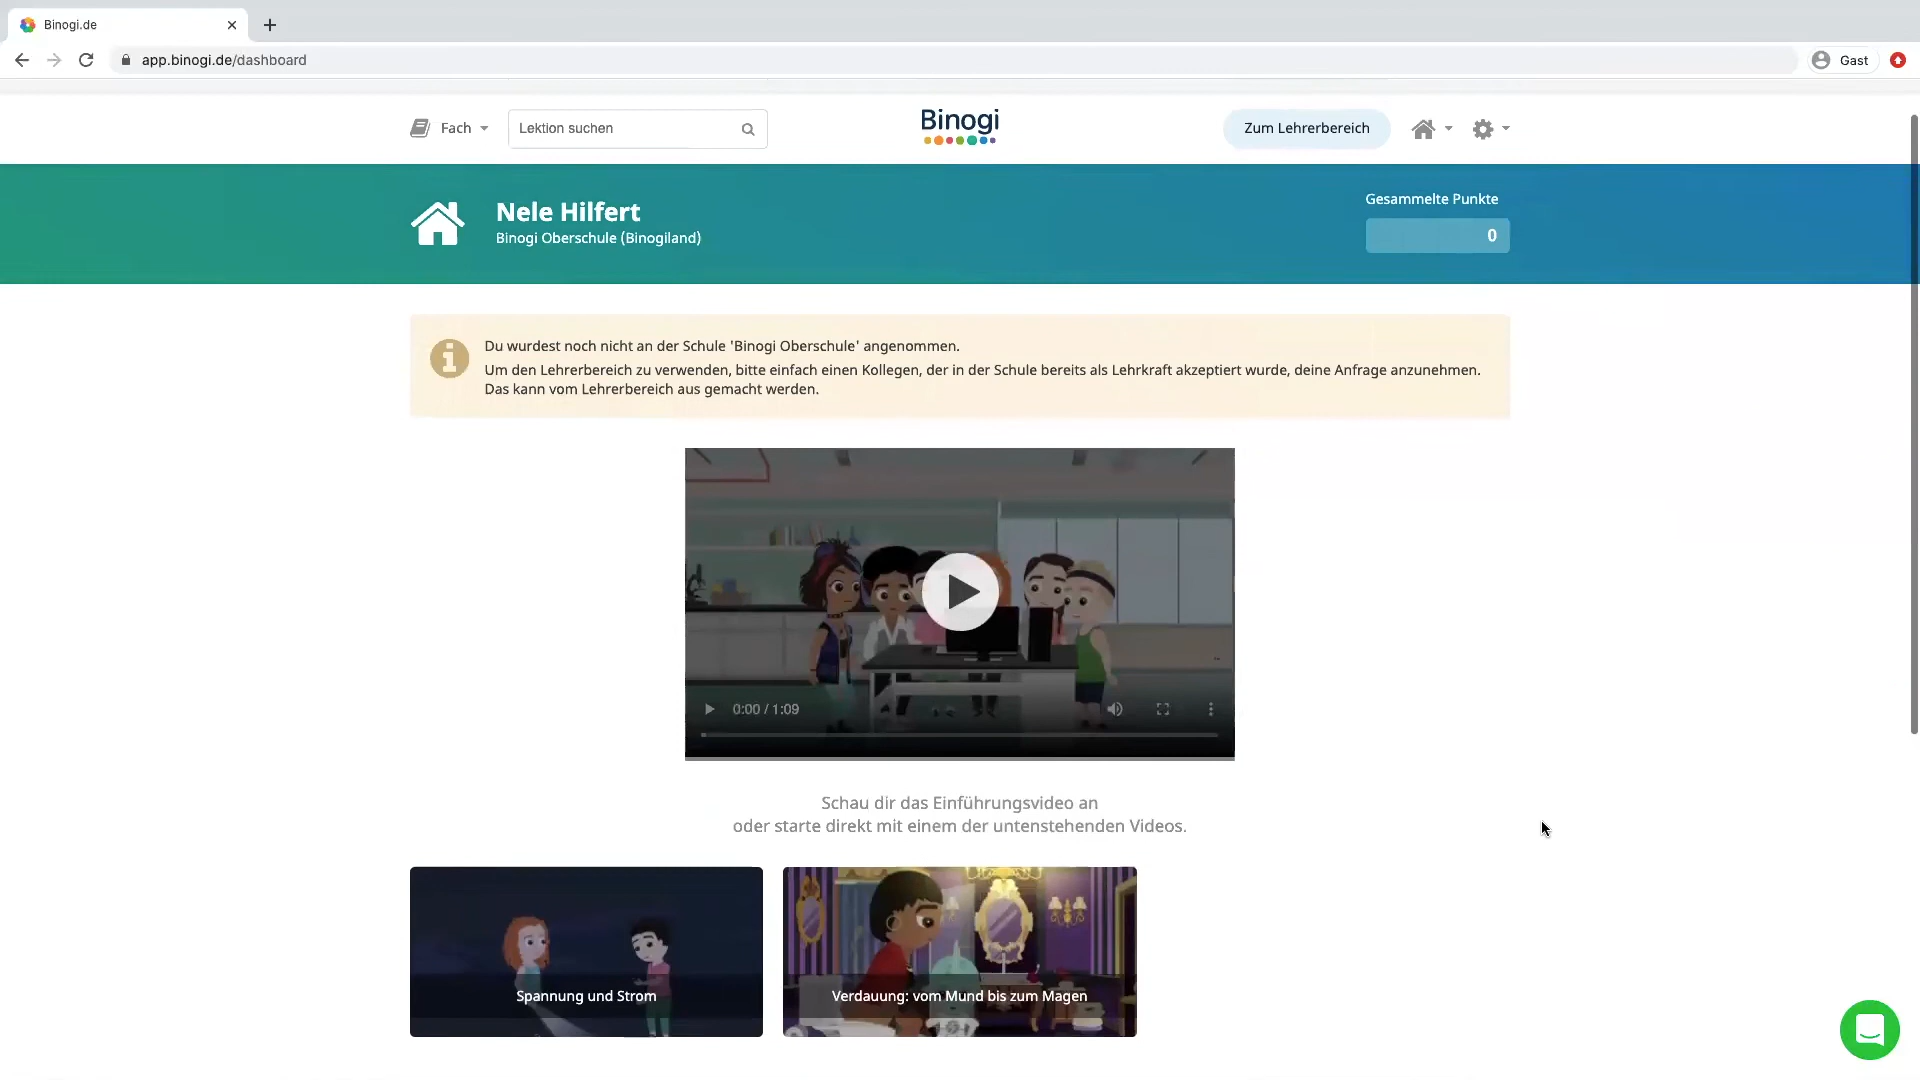 Binogi.de
app.binogi.de/dashboard
Gast
Fach
Lektion suchen
Binogi
Zum Lehrerbereich
Nele Hilfert
Binogi Oberschule (Binogiland)
Gesammelte Punkte
0
Du wurdest noch nicht an der Schule 'Binogi Oberschule' angenommen.
Um den Lehrerbereich zu verwenden, bitte einfach einen Kollegen, der in der Schule bereits als Lehrkraft akzeptiert wurde, deine Anfrage anzunehmen.
Das kann vom Lehrerbereich aus gemacht werden.
0:00 / 1:09
Schau dir das Einführungsvideo an
oder starte direkt mit einem der untenstehenden Videos.
Spannung und Strom
Verdauung: vom Mund bis zum Magen